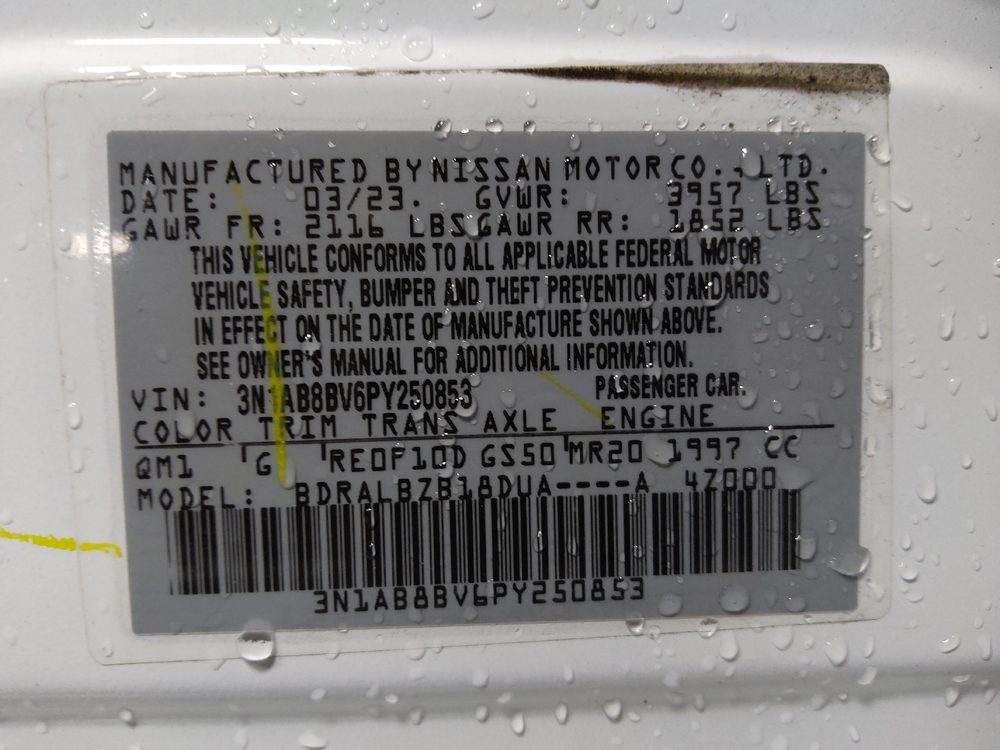 MANUFACTURED BY NISSAN MOTOR CO., LTD.
DATE: 03/23. GVWR: 3957 LBS
GAWR FR: 2116 LBS GAWR RR: 1852 LBS
THIS VEHICLE CONFORMS TO ALL APPLICABLE FEDERAL MOTOR
VEHICLE SAFETY, BUMPER AND THEFT PREVENTION STANDARDS
IN EFFECT ON THE DATE OF MANUFACTURE SHOWN ABOVE.
SEE OWNER'S MANUAL FOR ADDITIONAL INFORMATION.
PASSENGER CAR.
VIN: 3N1AB8BV6PY250853
COLOR TRIM TRANS AXLE ENGINE
QM1 G RE0F10D GS50 MR20 1997 CC
MODEL: BDRALBZB18DUA----A 4Z000
3N1AB8BV6PY250853